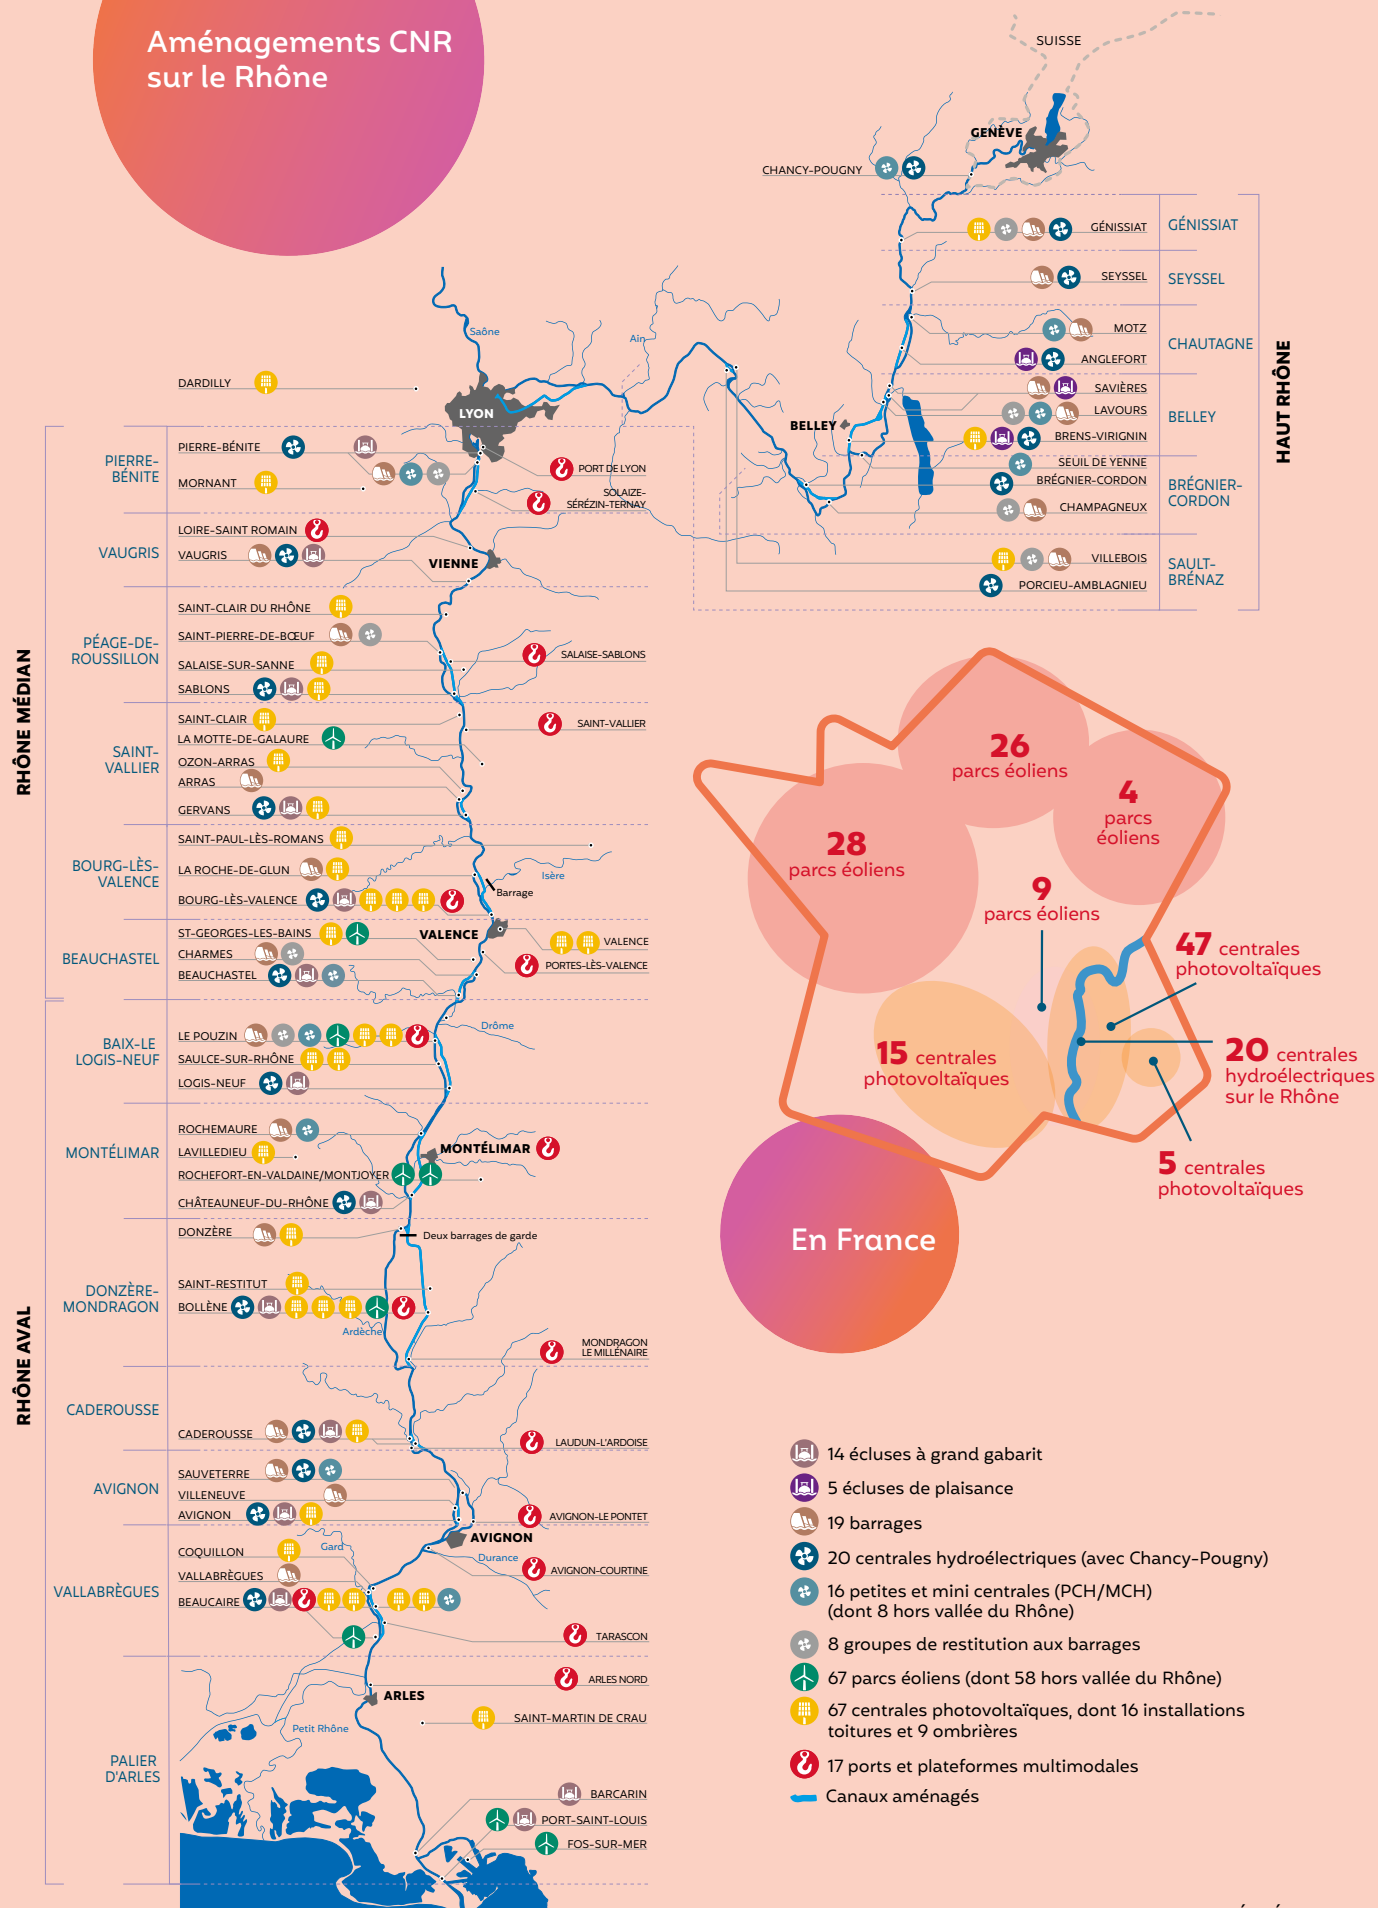 Aménagements CNR
sur le Rhône
SUISSE
GENÈVE
CHANCY-POUGNY
GÉNISSIAT
GÉNISSIAT
SEYSSEL
SEYSSEL
MOTZ
CHAUTAGNE
ANGLEFORT
SAVIÈRES
LAVOURS
BELLEY
BELLEY
BRENS-VIRIGNIN
SEUIL DE YENNE
BRÉGNIER-CORDON
BRÉGNIER-
CORDON
CHAMPAGNEUX
VILLEBOIS
SAULT-
BRÉNAZ
PORCIEU-AMBLAGNIEU
HAUT RHÔNE
Saône
Ain
DARDILLY
LYON
PIERRE-
BÉNITE
PIERRE-BÉNITE
MORNANT
PORT DE LYON
SOLAIZE-
SÉRÉZIN-TERNAY
VAUGRIS
LOIRE-SAINT ROMAIN
VAUGRIS
VIENNE
RHÔNE MÉDIAN
PÉAGE-DE-
ROUSSILLON
SAINT-CLAIR DU RHÔNE
SAINT-PIERRE-DE-BŒUF
SALAISE-SUR-SANNE
SABLONS
SALAISE-SABLONS
SAINT-
VALLIER
SAINT-CLAIR
LA MOTTE-DE-GALAURE
OZON-ARRAS
ARRAS
GERVANS
SAINT-VALLIER
BOURG-LÈS-
VALENCE
SAINT-PAUL-LÈS-ROMANS
LA ROCHE-DE-GLUN
BOURG-LÈS-VALENCE
Isère
Barrage
BEAUCHASTEL
ST-GEORGES-LES-BAINS
CHARMES
BEAUCHASTEL
VALENCE
VALENCE
PORTES-LÈS-VALENCE
RHÔNE AVAL
BAIX-LE
LOGIS-NEUF
LE POUZIN
SAULCE-SUR-RHÔNE
LOGIS-NEUF
Drôme
MONTÉLIMAR
ROCHEMAURE
LAVILLEDIEU
ROCHEFORT-EN-VALDAINE/MONTJOYER
CHÂTEAUNEUF-DU-RHÔNE
MONTÉLIMAR
DONZÈRE-
MONDRAGON
DONZÈRE
Deux barrages de garde
SAINT-RESTITUT
BOLLÈNE
Ardèche
MONDRAGON
LE MILLÉNAIRE
CADEROUSSE
CADEROUSSE
LAUDUN-L'ARDOISE
AVIGNON
SAUVETERRE
VILLENEUVE
AVIGNON
AVIGNON-LE PONTET
AVIGNON
VALLABRÈGUES
COQUILLON
VALLABRÈGUES
BEAUCAIRE
Gard
Durance
AVIGNON-COURTINE
TARASCON
PALIER
D'ARLES
ARLES NORD
ARLES
SAINT-MARTIN DE CRAU
Petit Rhône
BARCARIN
PORT-SAINT-LOUIS
FOS-SUR-MER
26
parcs éoliens
4
parcs
éoliens
28
parcs éoliens
9
parcs éoliens
47 centrales
photovoltaïques
15 centrales
photovoltaïques
20 centrales
hydroélectriques
sur le Rhône
5 centrales
photovoltaïques
En France
14 écluses à grand gabarit
5 écluses de plaisance
19 barrages
20 centrales hydroélectriques (avec Chancy-Pougny)
16 petites et mini centrales (PCH/MCH)
(dont 8 hors vallée du Rhône)
8 groupes de restitution aux barrages
67 parcs éoliens (dont 58 hors vallée du Rhône)
67 centrales photovoltaïques, dont 16 installations
toitures et 9 ombrières
17 ports et plateformes multimodales
Canaux aménagés